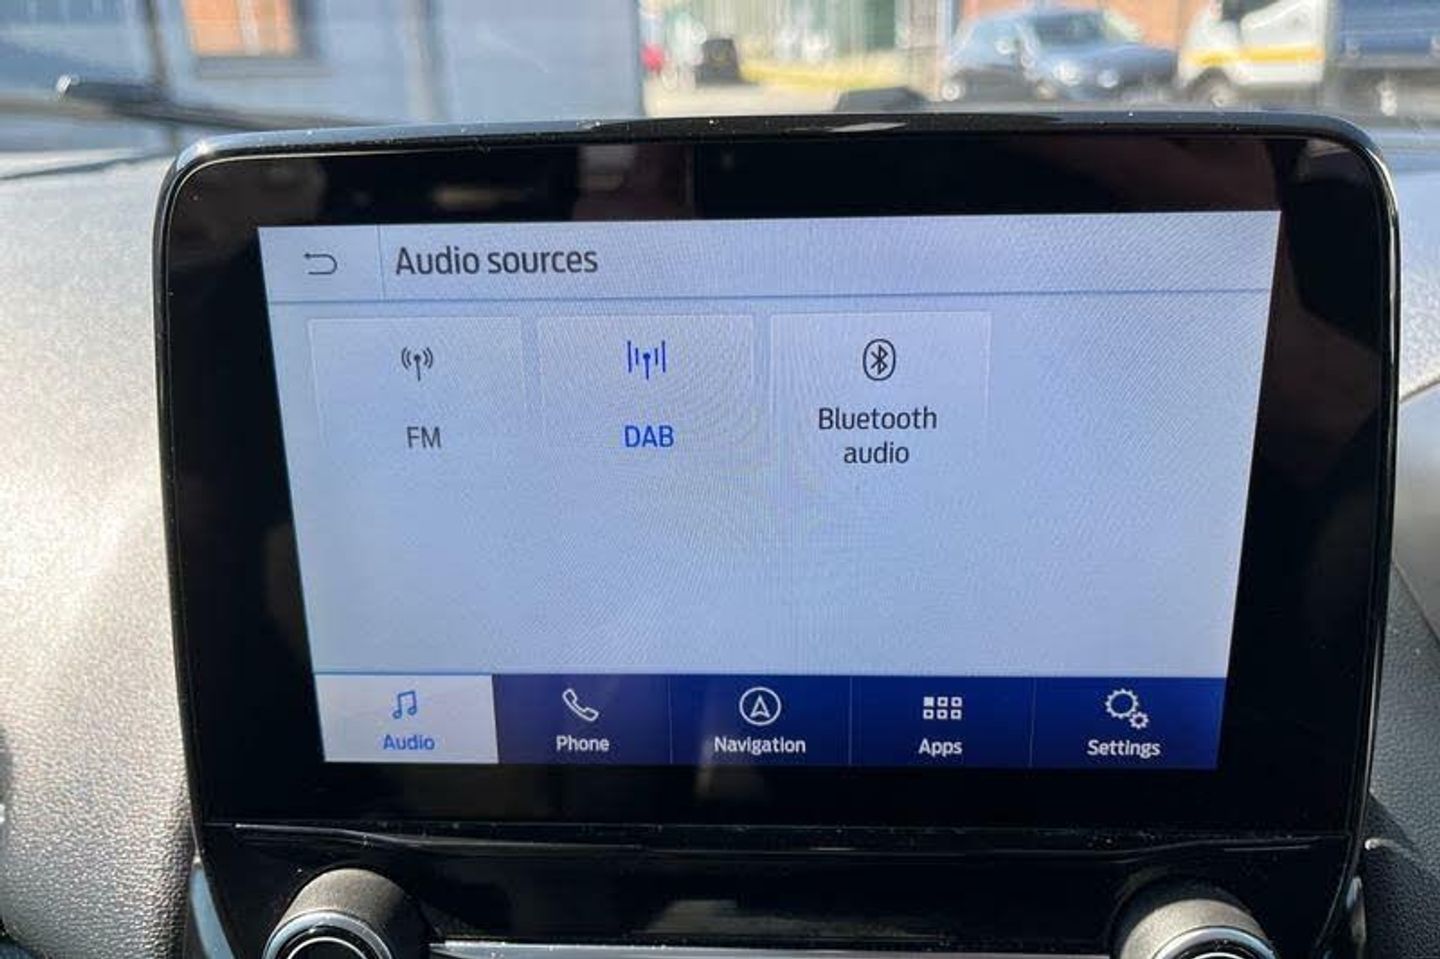 Audio sources
FM
DAB
Bluetooth
audio
Audio
Phone
Navigation
Apps
Settings